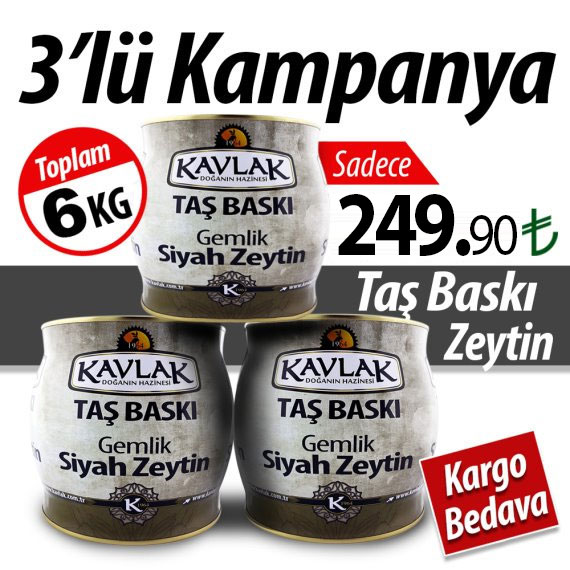 3'lü Kampanya
Toplam
6 KG
Sadece
249.90 ₺
Taş Baskı
Zeytin
KAVLAK
DOĞANIN HAZİNESİ
TAŞ BASKI
Gemlik
Siyah Zeytin
K
KAVLAK
DOĞANIN HAZİNESİ
TAŞ BASKI
Gemlik
Siyah Zeytin
K
KAVLAK
DOĞANIN HAZİNESİ
TAŞ BASKI
Gemlik
Siyah Zeytin
K
Kargo
Bedava